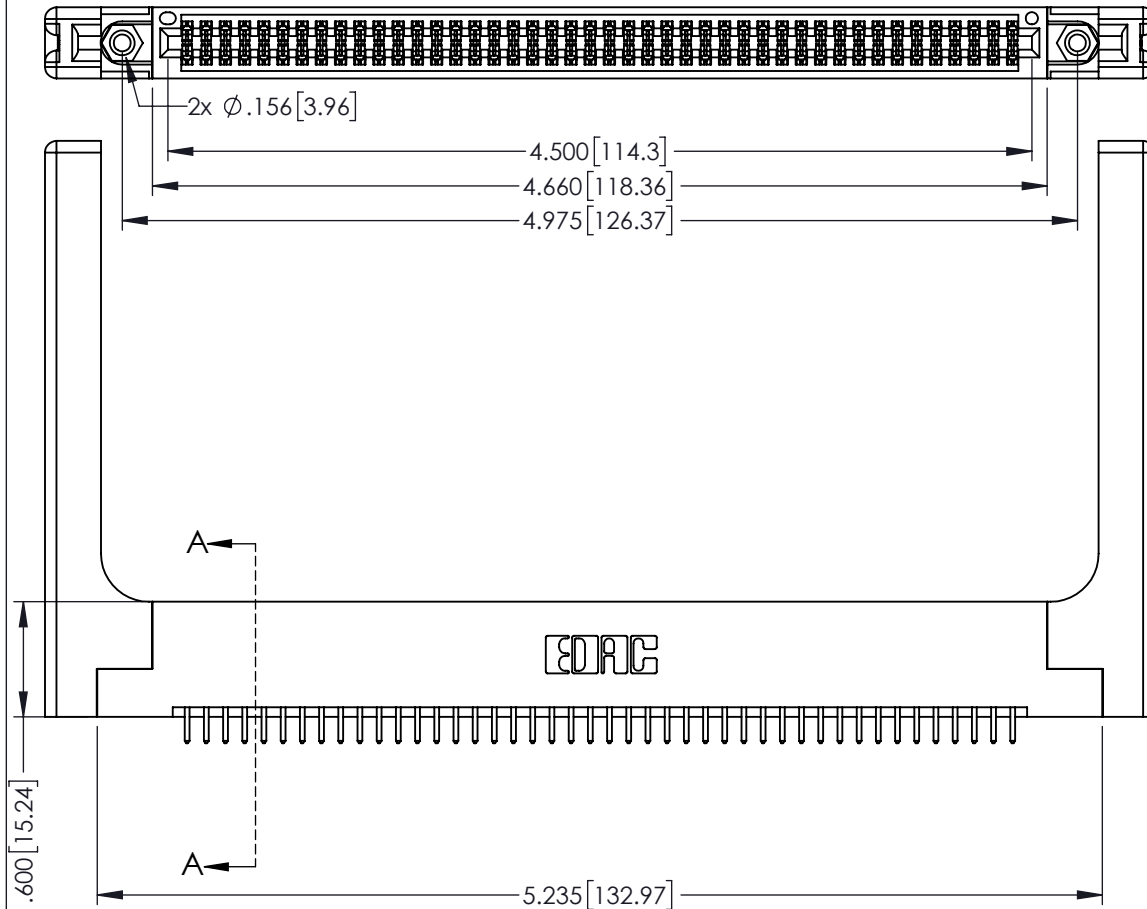 2x Ø.156[3.96]
4.500[114.3]
4.660[118.36]
4.975[126.37]
A
EDAC
.600[15.24]
A
5.235[132.97]